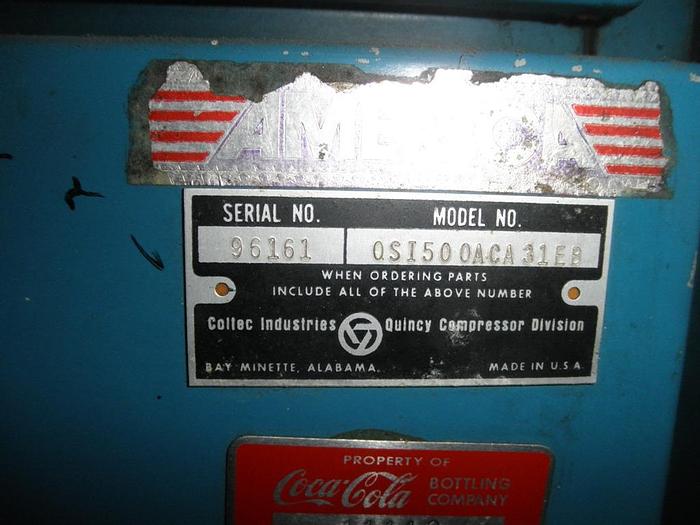 AMERICA
SERIAL NO. MODEL NO.
96161 QSI500ACA31EB
WHEN ORDERING PARTS
INCLUDE ALL OF THE ABOVE NUMBER
Coltec Industries Quincy Compressor Division
BAY MINETTE, ALABAMA. MADE IN U.S.A
PROPERTY OF
Coca-Cola BOTTLING
COMPANY